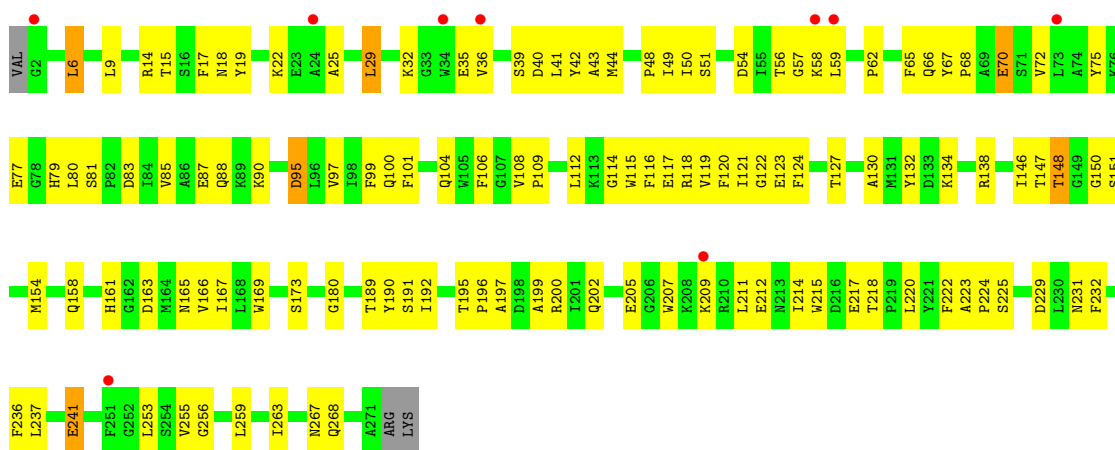 VAL G2 L6 L9 R14 T15 S16 F17 N18 Y19 K22 E23 A24 A25 L29 K32 G33 W34 E35 V36 S39 D40 L41 Y42 A43 M44 P48 I49 I50 S51 D54 I55 T56 G57 K58 L59 P62 F65 Q66 Y67 P68 A69 E70 S71 V72 L73 A74 Y75 K76
E77 G78 H79 L80 S81 P82 D83 I84 V85 A86 E87 Q88 K89 K90 D95 L96 V97 I98 F99 Q100 F101 Q104 W105 F106 G107 V108 P109 L112 K113 G114 W115 F116 E117 R118 V119 F120 I121 G122 E123 F124 T127 A130 M131 Y132 D133 K134 R138 I146 T147 T148 G149 G150 S151
M154 Q158 H161 G162 D163 M164 N165 V166 I167 L168 W169 S173 G180 T189 Y190 S191 I192 T195 P196 A197 D198 A199 R200 I201 Q202 E205 G206 W207 K208 K209 R210 L211 E212 N213 I214 W215 D216 E217 T218 P219 L220 Y221 F222 A223 P224 S225 D229 L230 N231 F232
F236 L237 E241 F251 G252 L253 S254 V255 G256 L259 I263 N267 Q268 A271 ARG LYS